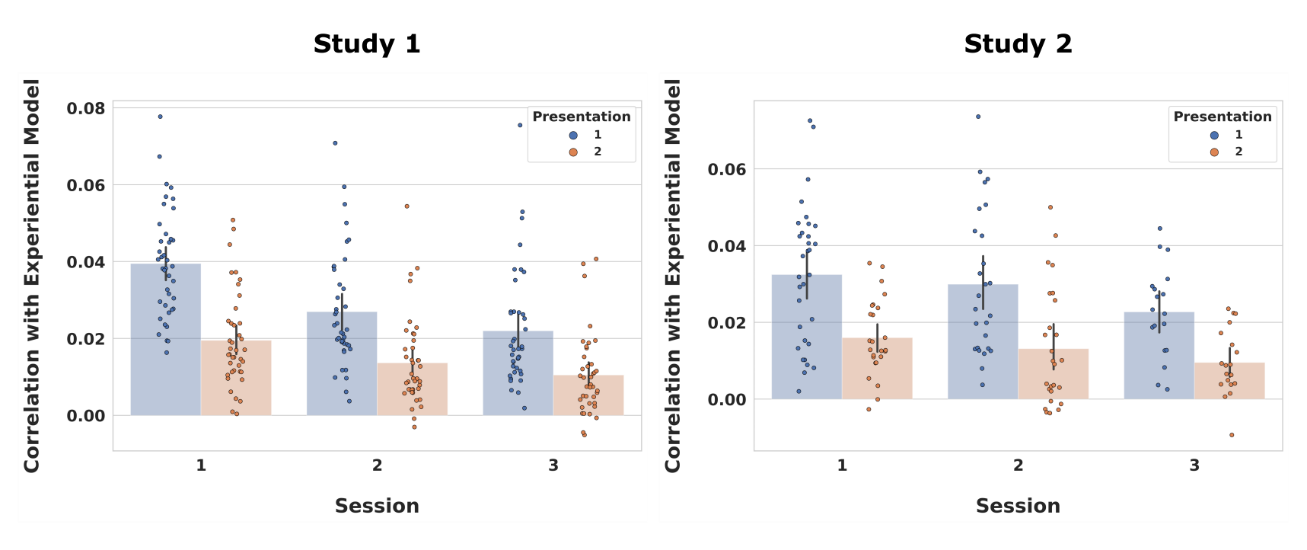 Study 1
Correlation with Experimental Model
0.08
0.06
0.04
0.02
0.00
Presentation
1
2
1
2
3
Session
Study 2
Correlation with Experiential Model
0.06
0.04
0.02
0.00
Presentation
1
2
1
2
3
Session